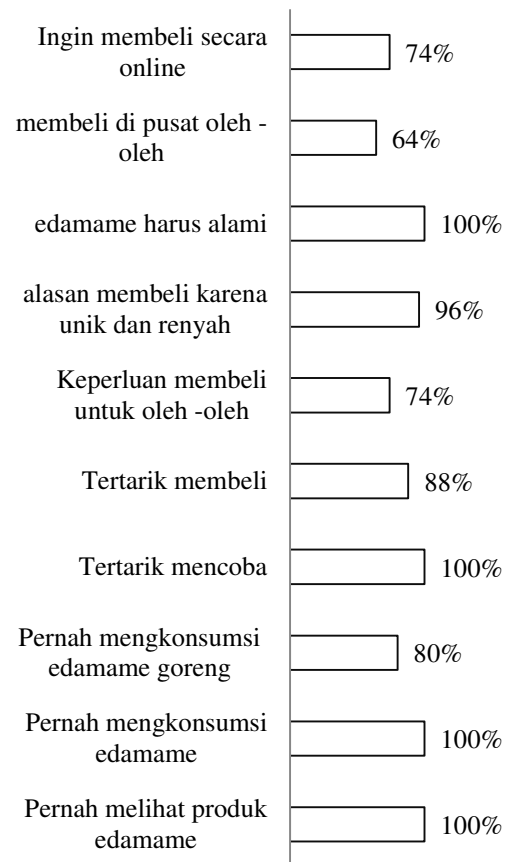 Ingin membeli secara
online
74%
membeli di pusat oleh -
oleh
64%
edamame harus alami
100%
alasan membeli karena
unik dan renyah
96%
Keperluan membeli
untuk oleh -oleh
74%
Tertarik membeli
88%
Tertarik mencoba
100%
Pernah mengkonsumsi
edamame goreng
80%
Pernah mengkonsumsi
edamame
100%
Pernah melihat produk
edamame
100%